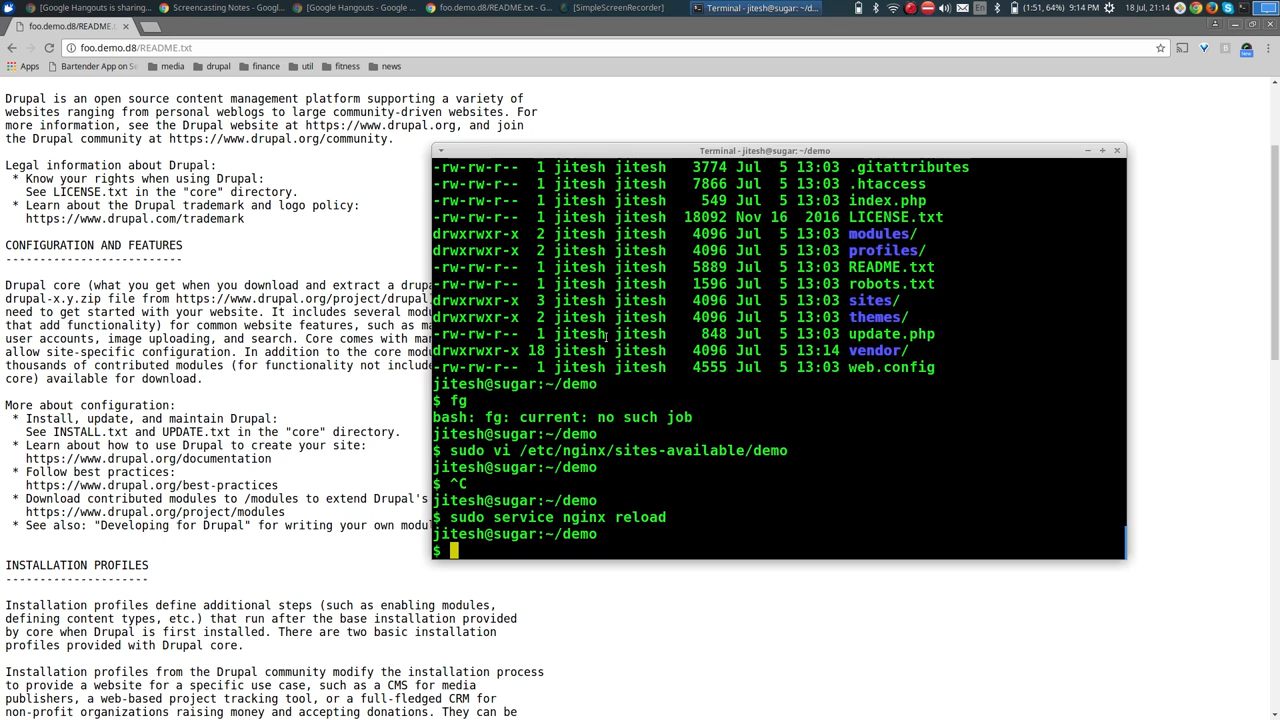 [Google Hangouts is sharing...
Screencasting Notes - Google...
[Google Hangouts - Google ...
foo.demo.d8/README.txt - G...
[SimpleScreenRecorder]
Terminal - jitesh@sugar: ~/d...
En
(1:51, 64%) 9:14 PM
18 Jul, 21:14
foo.demo.d8/README.
foo.demo.d8/README.txt
Apps
Bartender App on Se
media
drupal
finance
util
fitness
news
Drupal is an open source content management platform supporting a variety of
websites ranging from personal weblogs to large community-driven websites. For
more information, see the Drupal website at https://www.drupal.org, and join
the Drupal community at https://www.drupal.org/community.
Legal information about Drupal:
* Know your rights when using Drupal:
See LICENSE.txt in the "core" directory.
* Learn about the Drupal trademark and logo policy:
https://www.drupal.com/trademark
CONFIGURATION AND FEATURES
--------------------------
Drupal core (what you get when you download and extract a drupa
drupal-x.y.zip file from https://www.drupal.org/project/drupal)
need to get started with your website. It includes several modu
that add functionality) for common website features, such as ma
user accounts, image uploading, and search. Core comes with man
allow site-specific configuration. In addition to the core modu
thousands of contributed modules (for functionality not include
core) available for download.
More about configuration:
* Install, update, and maintain Drupal:
See INSTALL.txt and UPDATE.txt in the "core" directory.
* Learn about how to use Drupal to create your site:
https://www.drupal.org/documentation
* Follow best practices:
https://www.drupal.org/best-practices
* Download contributed modules to /modules to extend Drupal's
https://www.drupal.org/project/modules
* See also: "Developing for Drupal" for writing your own modul
INSTALLATION PROFILES
---------------------
Installation profiles define additional steps (such as enabling modules,
defining content types, etc.) that run after the base installation provided
by core when Drupal is first installed. There are two basic installation
profiles provided with Drupal core.
Installation profiles from the Drupal community modify the installation process
to provide a website for a specific use case, such as a CMS for media
publishers, a web-based project tracking tool, or a full-fledged CRM for
non-profit organizations raising money and accepting donations. They can be
Terminal - jitesh@sugar: ~/demo
-rw-rw-r-- 1 jitesh jitesh 3774 Jul 5 13:03 .gitattributes
-rw-rw-r-- 1 jitesh jitesh 7866 Jul 5 13:03 .htaccess
-rw-rw-r-- 1 jitesh jitesh 549 Jul 5 13:03 index.php
-rw-rw-r-- 1 jitesh jitesh 18092 Nov 16 2016 LICENSE.txt
drwxrwxr-x 2 jitesh jitesh 4096 Jul 5 13:03 modules/
drwxrwxr-x 2 jitesh jitesh 4096 Jul 5 13:03 profiles/
-rw-rw-r-- 1 jitesh jitesh 5889 Jul 5 13:03 README.txt
-rw-rw-r-- 1 jitesh jitesh 1596 Jul 5 13:03 robots.txt
drwxrwxr-x 3 jitesh jitesh 4096 Jul 5 13:03 sites/
drwxrwxr-x 2 jitesh jitesh 4096 Jul 5 13:03 themes/
-rw-rw-r-- 1 jitesh jitesh 848 Jul 5 13:03 update.php
drwxrwxr-x 18 jitesh jitesh 4096 Jul 5 13:14 vendor/
-rw-rw-r-- 1 jitesh jitesh 4555 Jul 5 13:03 web.config
jitesh@sugar:~/demo
$ fg
bash: fg: current: no such job
jitesh@sugar:~/demo
$ sudo vi /etc/nginx/sites-available/demo
jitesh@sugar:~/demo
$ ^C
jitesh@sugar:~/demo
$ sudo service nginx reload
jitesh@sugar:~/demo
$